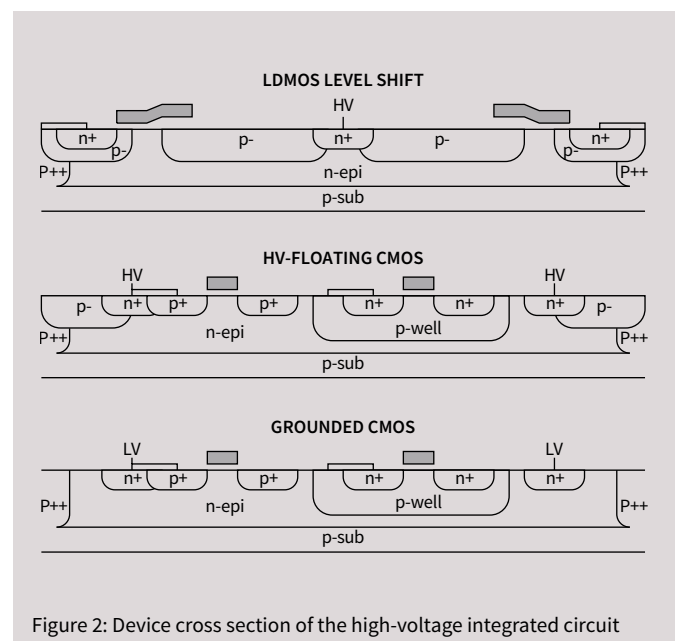 LDMOS LEVEL SHIFT
HV
n+ p- p- n+ p- p- n+
P++ n-epi P++
p-sub
HV-FLOATING CMOS
HV HV
p- n+ p+ p+ n+ n+ n+ p-
P++ n-epi p-well P++
p-sub
GROUNDED CMOS
LV LV
n+ p+ p+ n+ n+ n+
P++ n-epi p-well P++
p-sub
Figure 2: Device cross section of the high-voltage integrated circuit